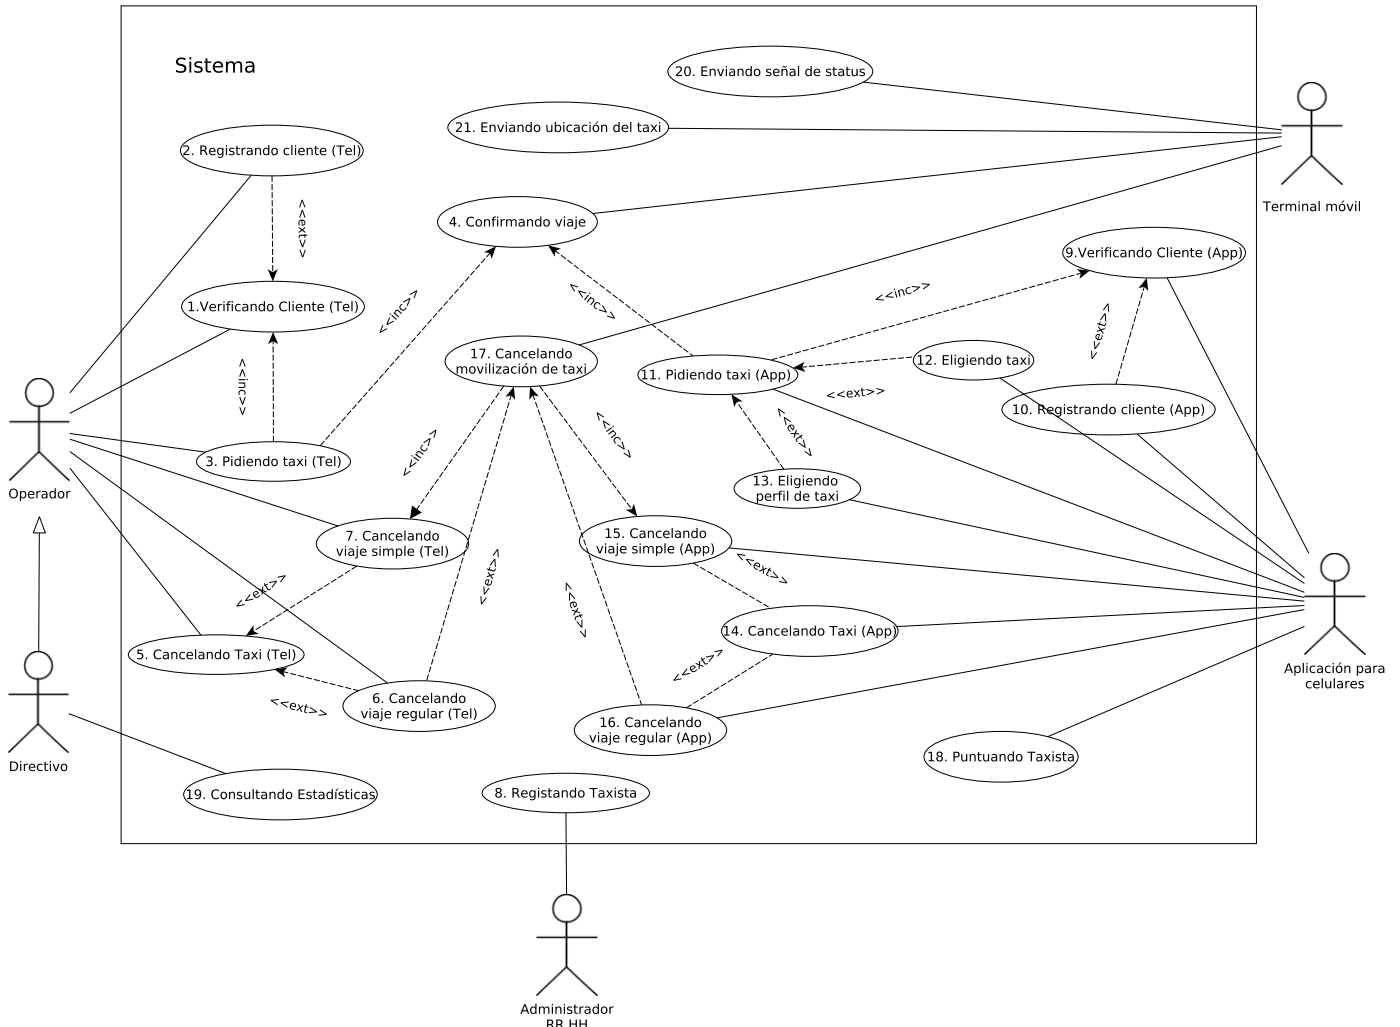 Sistema
20. Enviando señal de status
21. Enviando ubicación del taxi
2. Registrando cliente (Tel)
<<ext>>
4. Confirmando viaje
Terminal móvil
9.Verificando Cliente (App)
1.Verificando Cliente (Tel)
<<inc>>
<<inc>>
<<inc>>
<<ext>>
17. Cancelando
movilización de taxi
12. Eligiendo taxi
11. Pidiendo taxi (App)
<<inc>>
<<ext>>
10. Registrando cliente (App)
<<ext>>
<<inc>>
<<inc>>
3. Pidiendo taxi (Tel)
Operador
13. Eligiendo
perfil de taxi
7. Cancelando
viaje simple (Tel)
15. Cancelando
viaje simple (App)
<<ext>>
<<ext>>
<<ext>>
<<ext>>
14. Cancelando Taxi (App)
5. Cancelando Taxi (Tel)
<<ext>>
Aplicación para
celulares
6. Cancelando
viaje regular (Tel)
<<ext>>
16. Cancelando
viaje regular (App)
18. Puntuando Taxista
Directivo
19. Consultando Estadísticas
8. Registando Taxista
Administrador
RR.HH